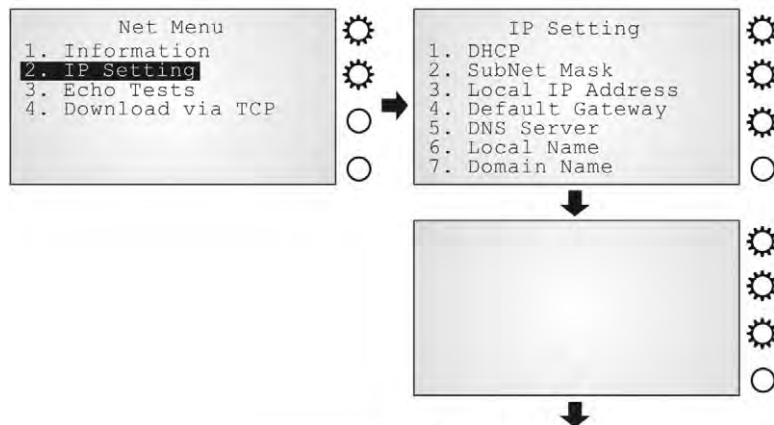 Net Menu
1. Information
2. IP Setting
3. Echo Tests
4. Download via TCP
IP Setting
1. DHCP
2. SubNet Mask
3. Local IP Address
4. Default Gateway
5. DNS Server
6. Local Name
7. Domain Name